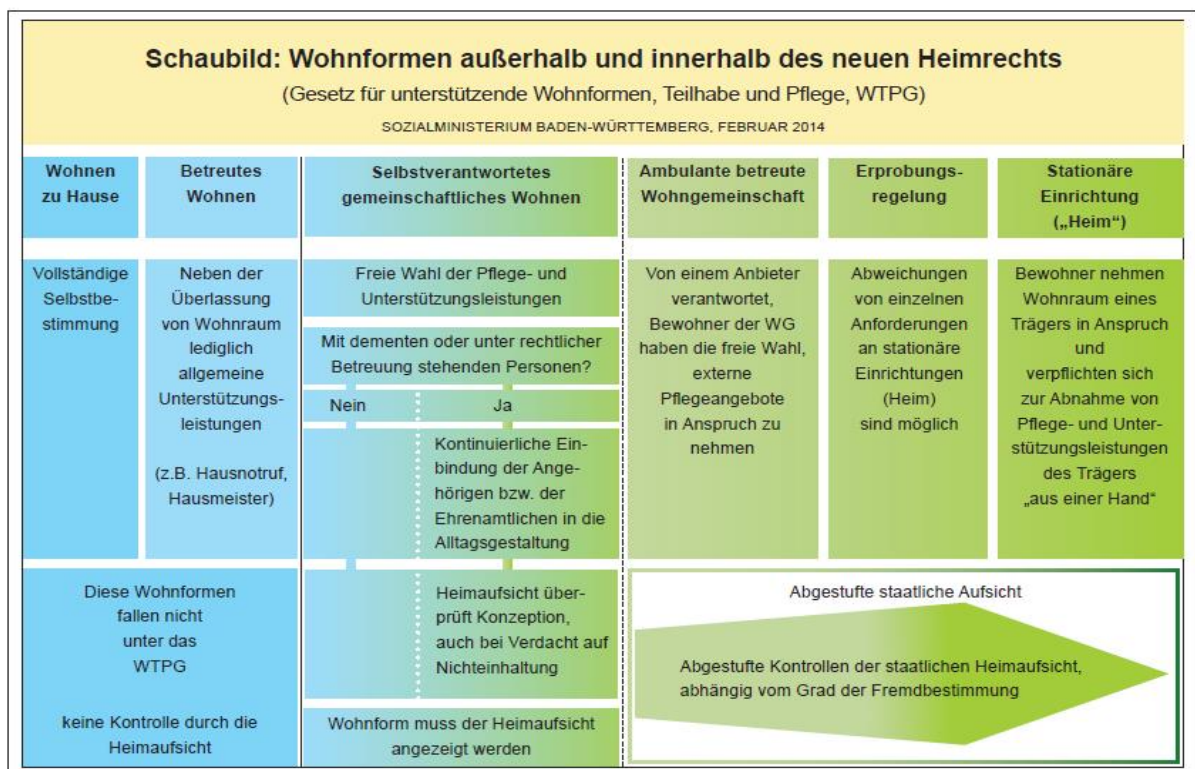 Schaubild: Wohnformen außerhalb und innerhalb des neuen Heimrechts
(Gesetz für unterstützende Wohnformen, Teilhabe und Pflege, WTPG)
SOZIALMINISTERIUM BADEN-WÜRTTEMBERG, FEBRUAR 2014
Wohnen
zu Hause
Betreutes
Wohnen
Selbstverantwortetes
gemeinschaftliches Wohnen
Ambulante betreute
Wohngemeinschaft
Erprobungs-
regelung
Stationäre
Einrichtung
(„Heim“)
Vollständige
Selbstbe-
stimmung
Neben der
Überlassung
von Wohnraum
lediglich
allgemeine
Unterstützungs-
leistungen
(z.B. Hausnotruf,
Hausmeister)
Freie Wahl der Pflege- und
Unterstützungsleistungen
Mit dementen oder unter rechtlicher
Betreuung stehenden Personen?
Nein
Ja
Kontinuierliche Ein-
bindung der Ange-
hörigen bzw. der
Ehrenamtlichen in die
Alltagsgestaltung
Von einem Anbieter
verantwortet,
Bewohner der WG
haben die freie Wahl,
externe
Pflegeangebote
in Anspruch zu
nehmen
Abweichungen
von einzelnen
Anforderungen
an stationäre
Einrichtungen
(Heim)
sind möglich
Bewohner nehmen
Wohnraum eines
Trägers in Anspruch
und
verpflichten sich
zur Abnahme von
Pflege- und Unter-
stützungsleistungen
des Trägers
„aus einer Hand“
Diese Wohnformen
fallen nicht
unter das
WTPG
keine Kontrolle durch die
Heimaufsicht
Heimaufsicht über-
prüft Konzeption,
auch bei Verdacht auf
Nichteinhaltung
Wohnform muss der Heimaufsicht
angezeigt werden
Abgestufte staatliche Aufsicht
Abgestufte Kontrollen der staatlichen Heimaufsicht,
abhängig vom Grad der Fremdbestimmung